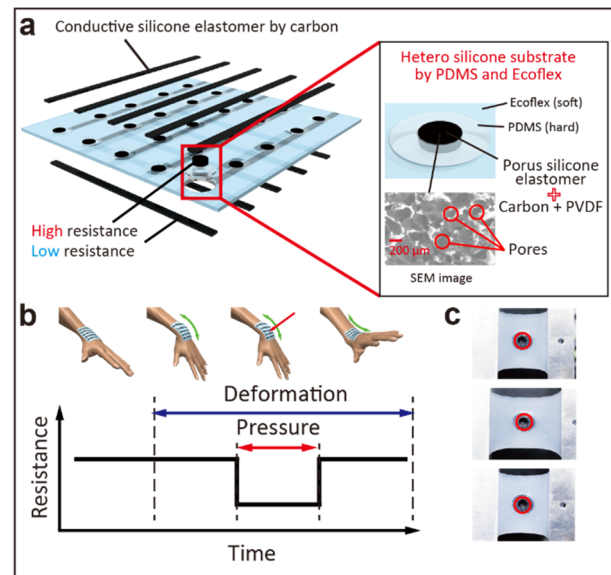 a
Conductive silicone elastomer by carbon
High resistance
Low resistance
Hetero silicone substrate
by PDMS and Ecoflex
Ecoflex (soft)
PDMS (hard)
Porus silicone
elastomer
+
Carbon + PVDF
200 μm
Pores
SEM image
b
Deformation
Pressure
Resistance
Time
c